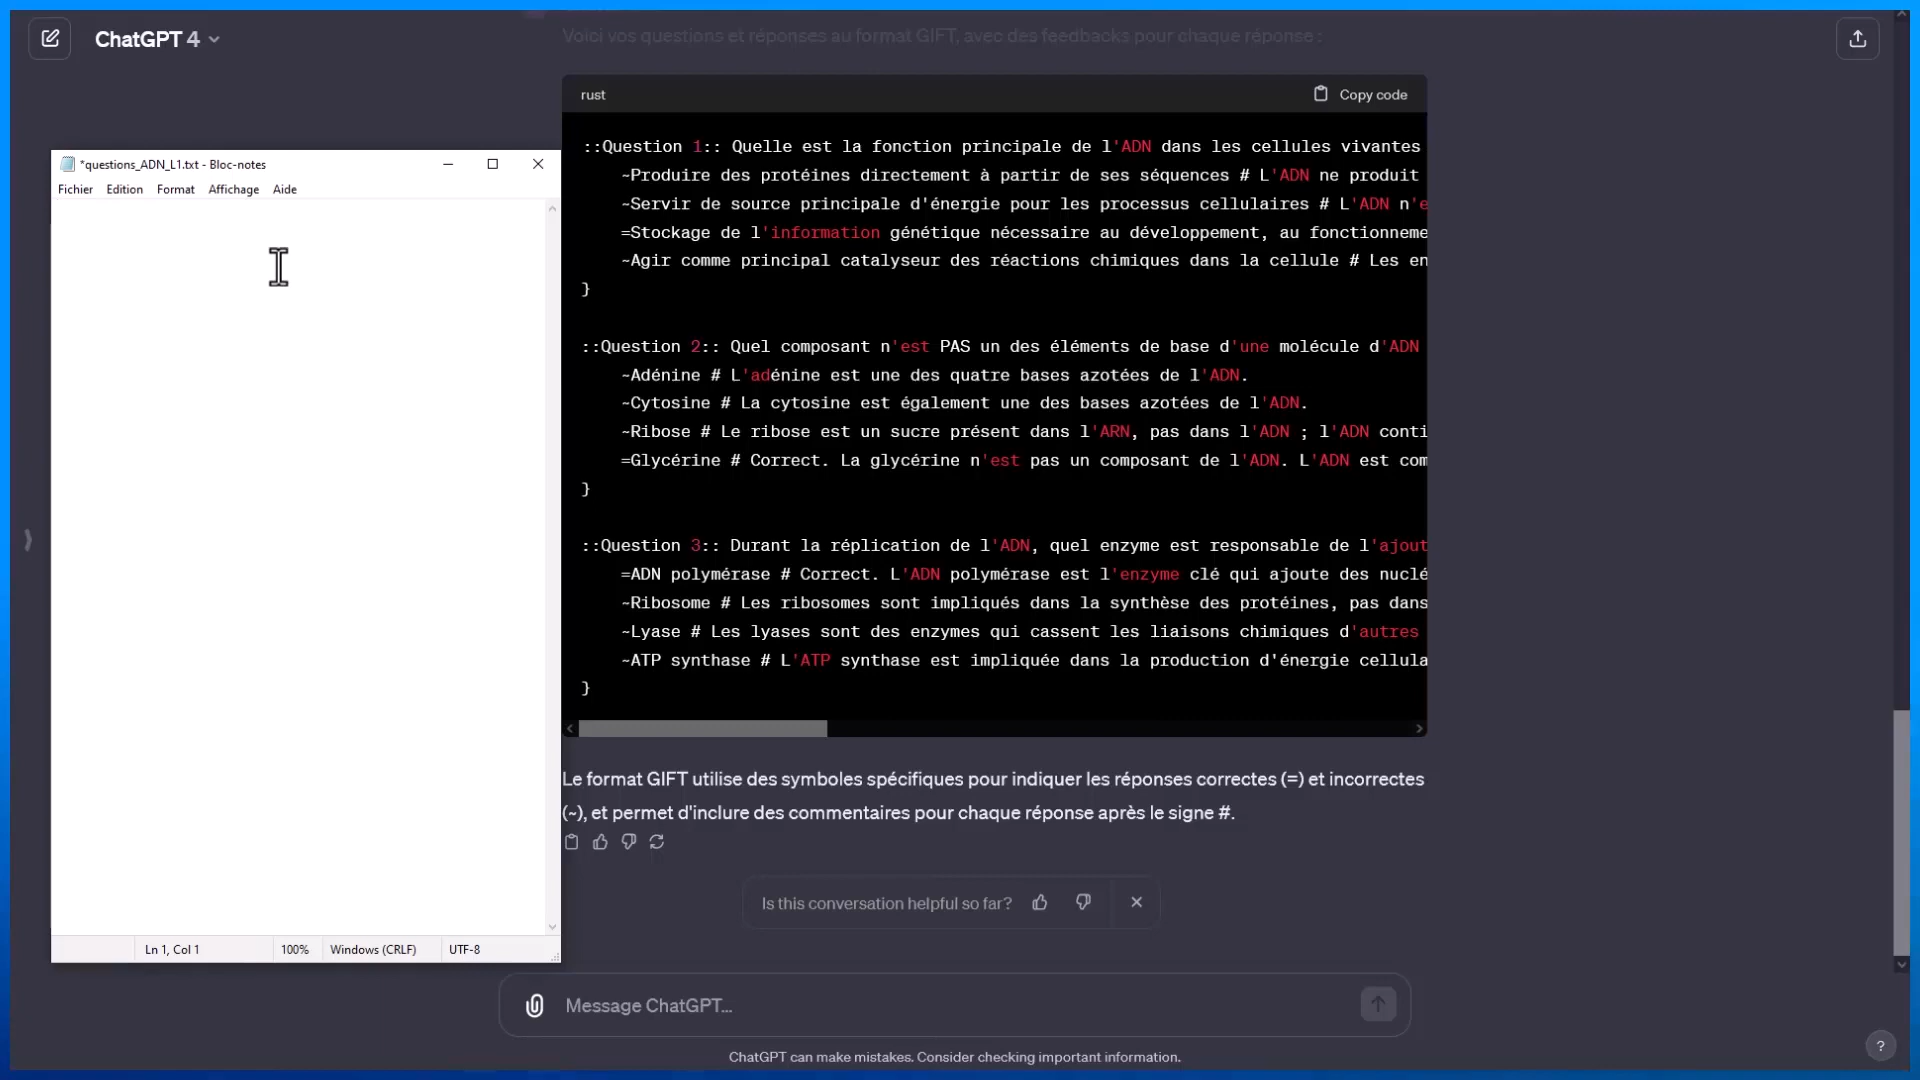 ChatGPT 4
Voici vos questions et réponses au format GIFT, avec des feedbacks pour chaque réponse :
rust
Copy code
::Question 1:: Quelle est la fonction principale de l'ADN dans les cellules vivantes
~Produire des protéines directement à partir de ses séquences # L'ADN ne produit
~Servir de source principale d'énergie pour les processus cellulaires # L'ADN n'e
=Stockage de l'information génétique nécessaire au développement, au fonctionneme
~Agir comme principal catalyseur des réactions chimiques dans la cellule # Les en
}
::Question 2:: Quel composant n'est PAS un des éléments de base d'une molécule d'ADN
~Adénine # L'adénine est une des quatre bases azotées de l'ADN.
~Cytosine # La cytosine est également une des bases azotées de l'ADN.
~Ribose # Le ribose est un sucre présent dans l'ARN, pas dans l'ADN ; l'ADN conti
=Glycérine # Correct. La glycérine n'est pas un composant de l'ADN. L'ADN est com
}
::Question 3:: Durant la réplication de l'ADN, quel enzyme est responsable de l'ajout
=ADN polymérase # Correct. L'ADN polymérase est l'enzyme clé qui ajoute des nuclé
~Ribosome # Les ribosomes sont impliqués dans la synthèse des protéines, pas dans
~Lyase # Les lyases sont des enzymes qui cassent les liaisons chimiques d'autres
~ATP synthase # L'ATP synthase est impliquée dans la production d'énergie cellula
}
Le format GIFT utilise des symboles spécifiques pour indiquer les réponses correctes (=) et incorrectes
(~), et permet d'inclure des commentaires pour chaque réponse après le signe #.
Is this conversation helpful so far?
Message ChatGPT...
ChatGPT can make mistakes. Consider checking important information.
?
*questions_ADN_L1.txt - Bloc-notes
Fichier Edition Format Affichage Aide
Ln 1, Col 1 100% Windows (CRLF) UTF-8